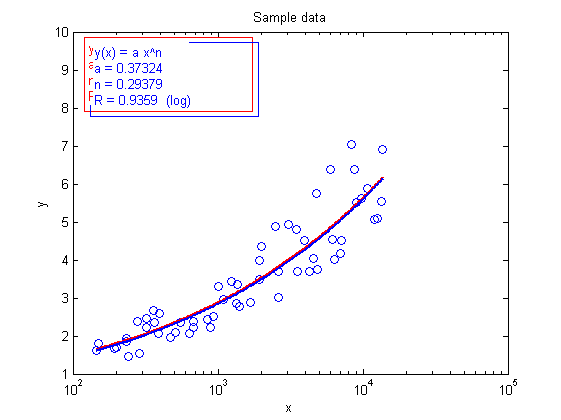 Sample data
y(x) = a x^n
a = 0.37324
n = 0.29379
R = 0.9359 (log)
10
9
8
7
6
5
4
3
2
1
y
10^2
10^3
10^4
10^5
x